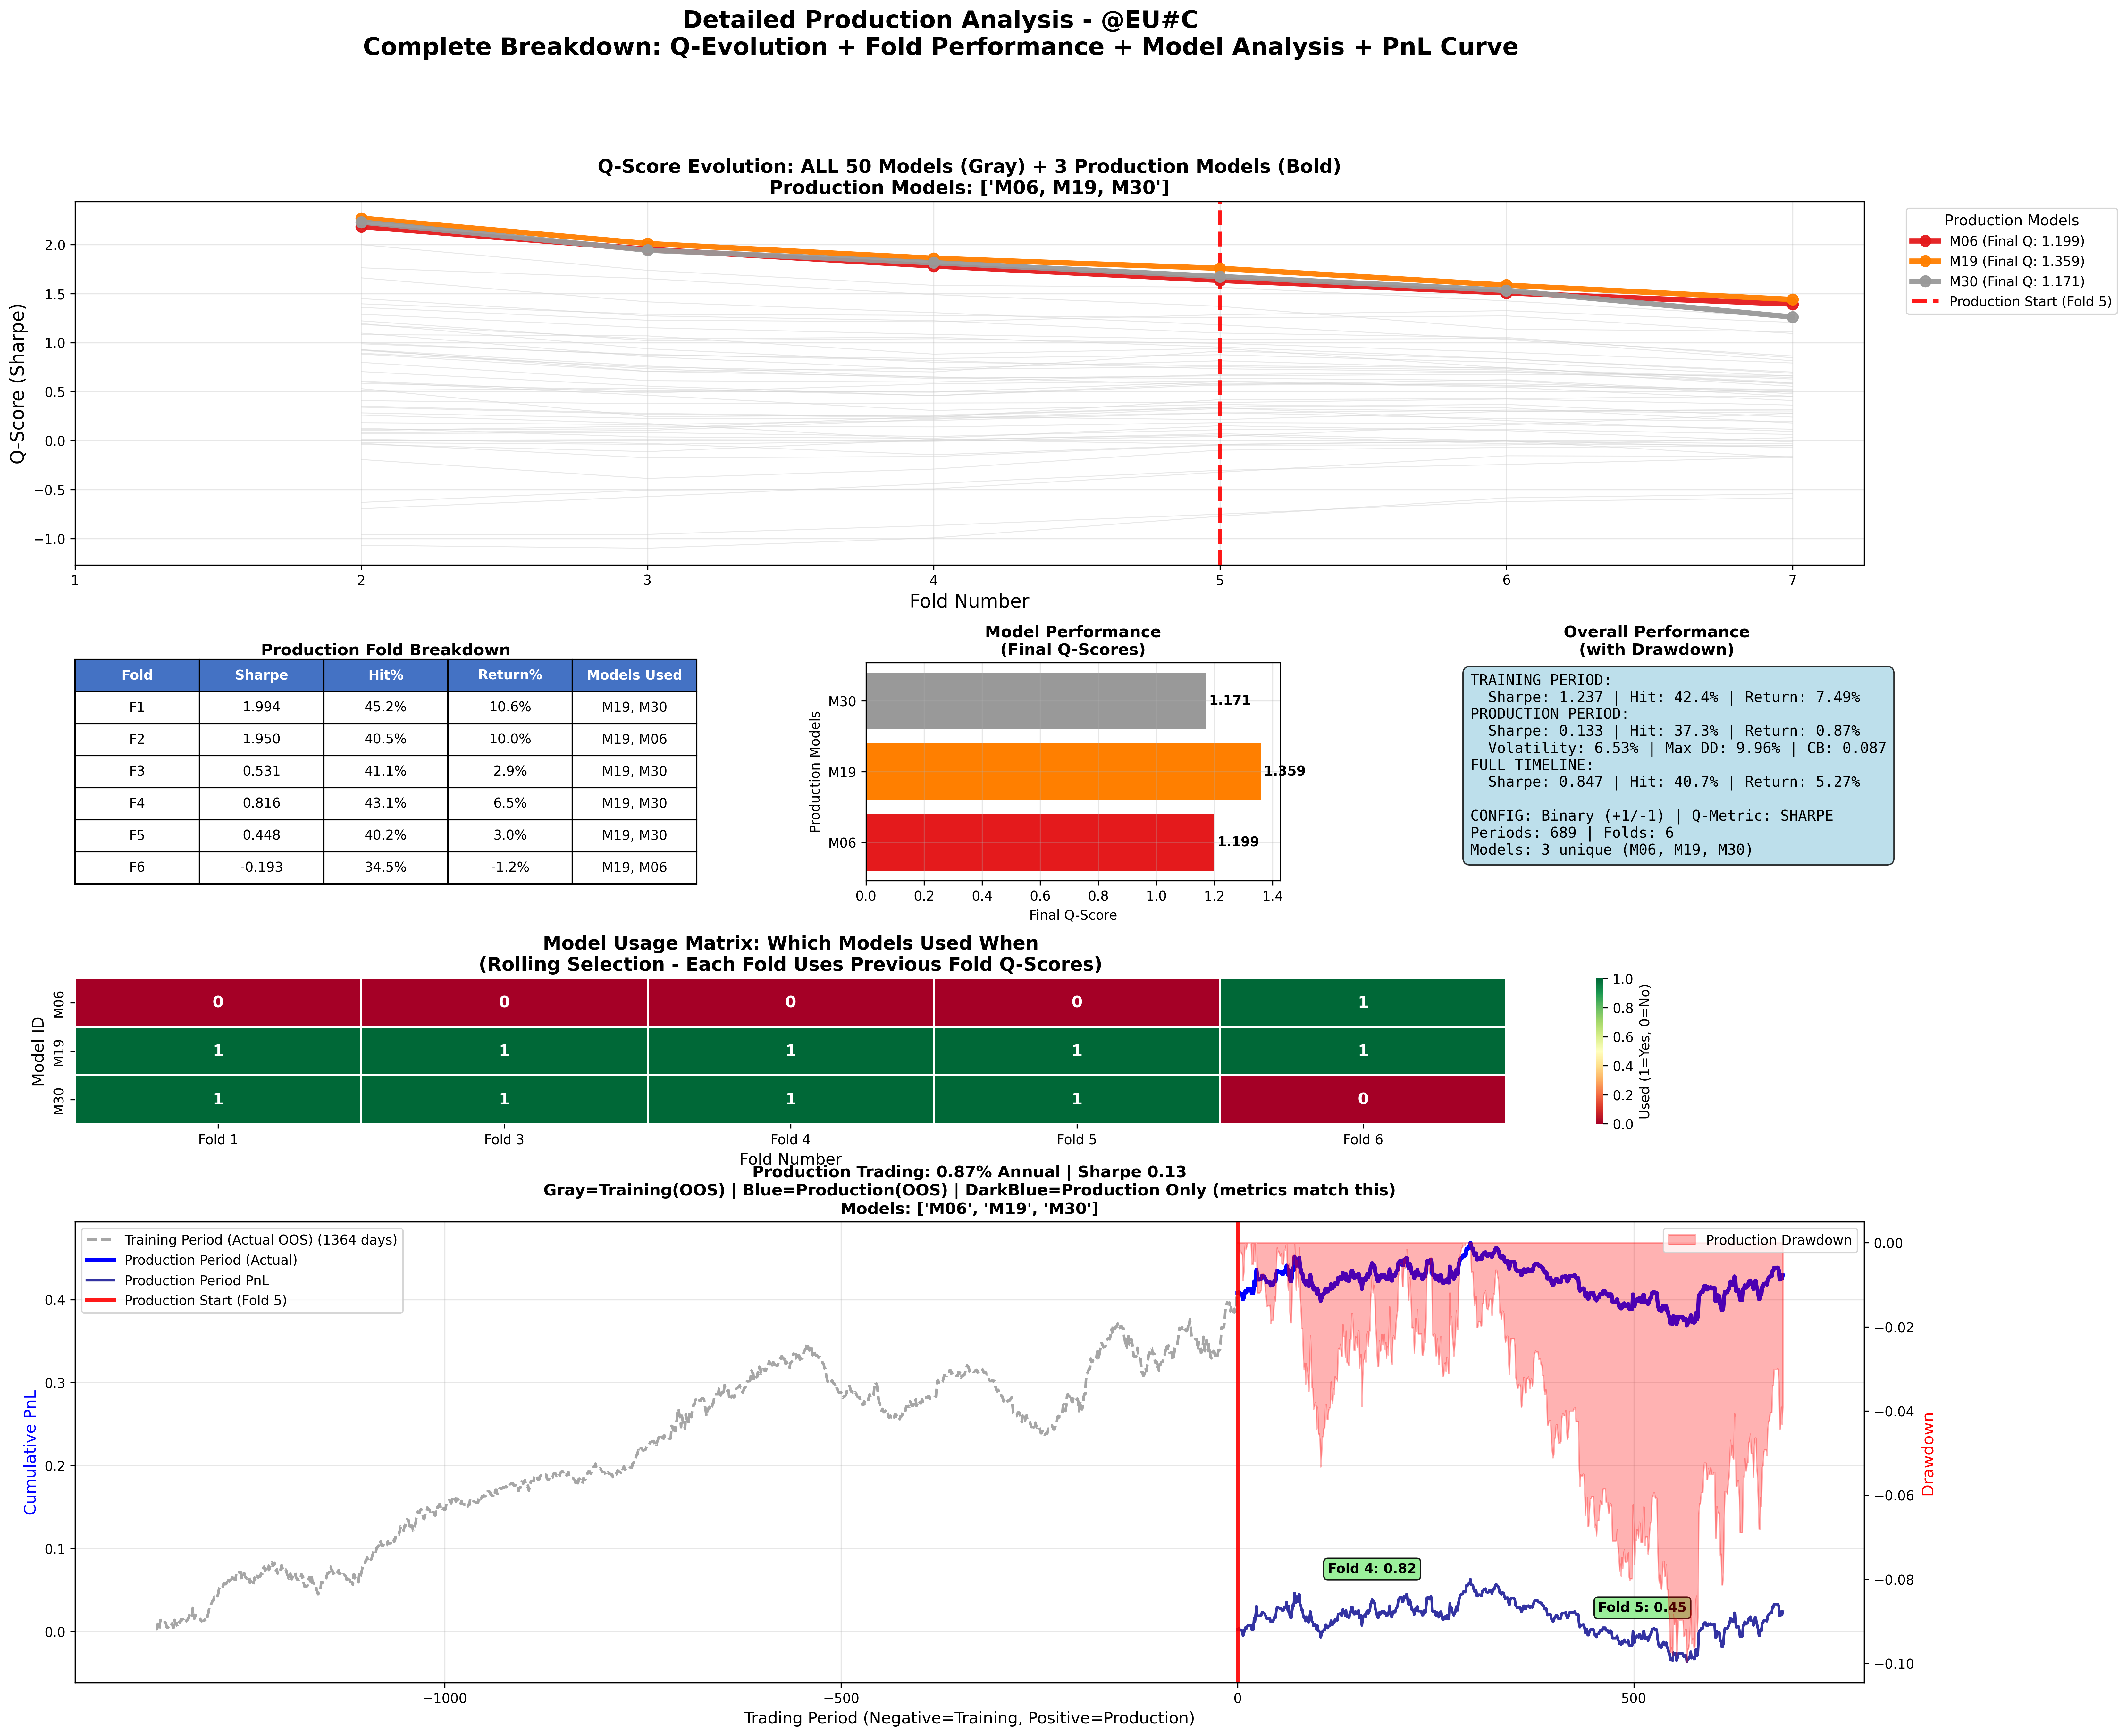 Detailed Production Analysis - @EU#C
Complete Breakdown: Q-Evolution + Fold Performance + Model Analysis + PnL Curve
Q-Score Evolution: ALL 50 Models (Gray) + 3 Production Models (Bold)
Production Models: ['M06, M19, M30']
Q-Score (Sharpe)
2.0
1.5
1.0
0.5
0.0
−0.5
−1.0
1 2 3 4 5 6 7
Fold Number
Production Models
M06 (Final Q: 1.199)
M19 (Final Q: 1.359)
M30 (Final Q: 1.171)
Production Start (Fold 5)
Production Fold Breakdown
Fold Sharpe Hit% Return% Models Used
F1 1.994 45.2% 10.6% M19, M30
F2 1.950 40.5% 10.0% M19, M06
F3 0.531 41.1% 2.9% M19, M30
F4 0.816 43.1% 6.5% M19, M30
F5 0.448 40.2% 3.0% M19, M30
F6 -0.193 34.5% -1.2% M19, M06
Model Performance
(Final Q-Scores)
Production Models
M30 1.171
M19 1.359
M06 1.199
0.0 0.2 0.4 0.6 0.8 1.0 1.2 1.4
Final Q-Score
Overall Performance
(with Drawdown)
TRAINING PERIOD:
Sharpe: 1.237 | Hit: 42.4% | Return: 7.49%
PRODUCTION PERIOD:
Sharpe: 0.133 | Hit: 37.3% | Return: 0.87%
Volatility: 6.53% | Max DD: 9.96% | CB: 0.087
FULL TIMELINE:
Sharpe: 0.847 | Hit: 40.7% | Return: 5.27%
CONFIG: Binary (+1/-1) | Q-Metric: SHARPE
Periods: 689 | Folds: 6
Models: 3 unique (M06, M19, M30)
Model Usage Matrix: Which Models Used When
(Rolling Selection - Each Fold Uses Previous Fold Q-Scores)
Model ID
M06 0 0 0 0 1
M19 1 1 1 1 1
M30 1 1 1 1 0
Fold 1 Fold 3 Fold 4 Fold 5 Fold 6
Fold Number
1.0
0.8
0.6
0.4
0.2
0.0
Used (1=Yes, 0=No)
Production Trading: 0.87% Annual | Sharpe 0.13
Gray=Training(OOS) | Blue=Production(OOS) | DarkBlue=Production Only (metrics match this)
Models: ['M06', 'M19', 'M30']
Training Period (Actual OOS) (1364 days)
Production Period (Actual)
Production Period PnL
Production Start (Fold 5)
Production Drawdown
Cumulative PnL
0.4
0.3
0.2
0.1
0.0
Fold 4: 0.82
Fold 5: 0.45
0.00
−0.02
−0.04
−0.06
−0.08
−0.10
Drawdown
−1000 −500 0 500
Trading Period (Negative=Training, Positive=Production)